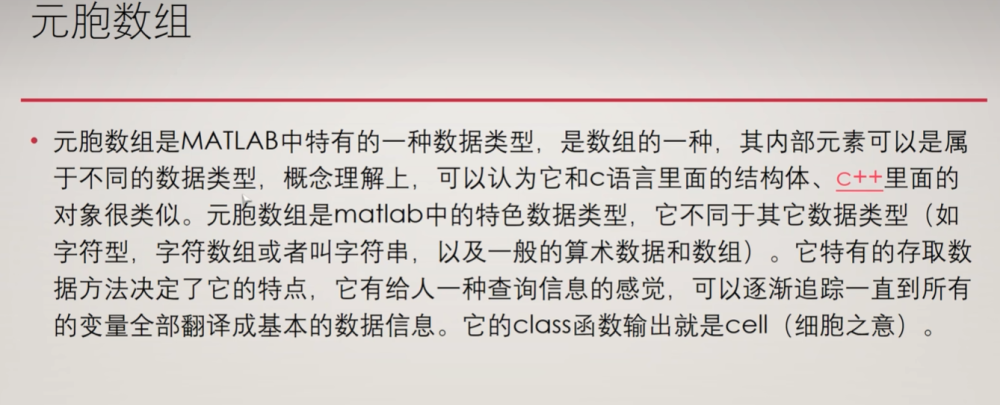 元胞数组
• 元胞数组是MATLAB中特有的一种数据类型，是数组的一种，其内部元素可以是属
于不同的数据类型，概念理解上，可以认为它和c语言里面的结构体、c++里面的
对象很类似。元胞数组是matlab中的特色数据类型，它不同于其它数据类型（如
字符型，字符数组或者叫字符串，以及一般的算术数据和数组）。它特有的存取数
据方法决定了它的特点，它有给人一种查询信息的感觉，可以逐渐追踪一直到所有
的变量全部翻译成基本的数据信息。它的class函数输出就是cell（细胞之意）。